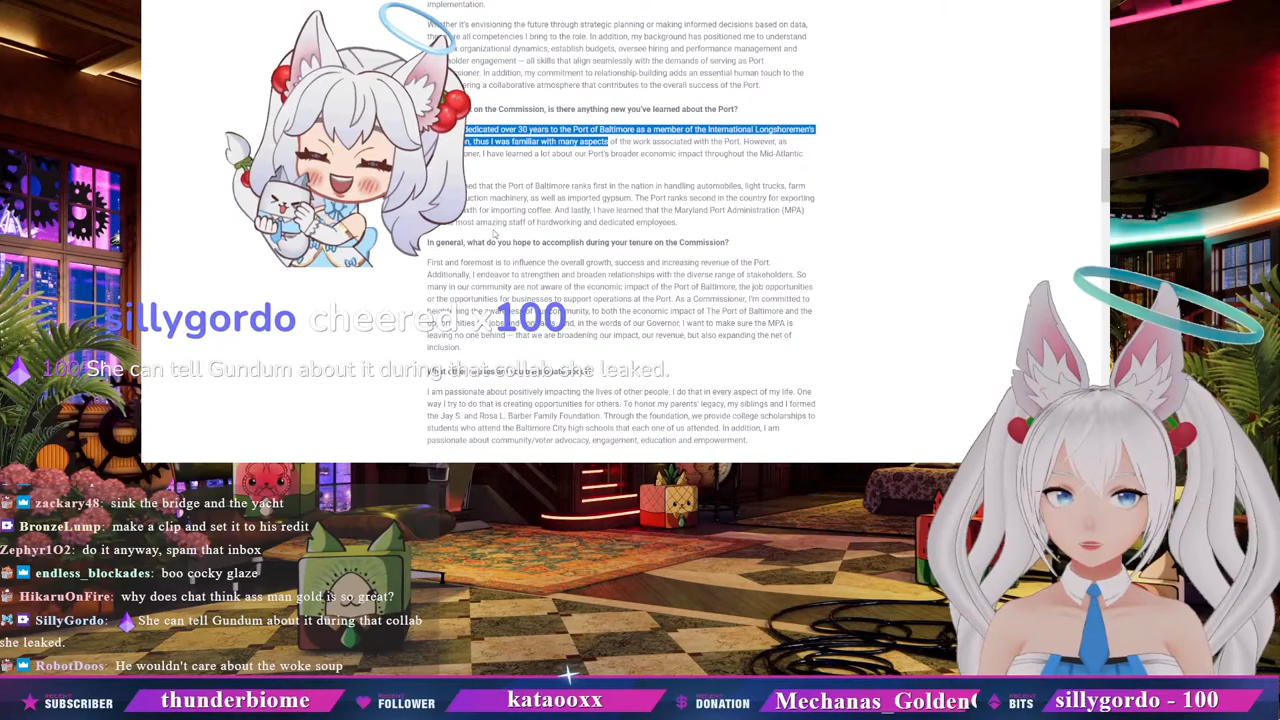 implementation.
Whether it's envisioning the future through strategic planning or making informed decisions based on data,
are all competencies I bring to the role. In addition, my background has positioned me to understand
organizational dynamics, establish budgets, oversee hiring and performance management and
engagement — all skills that align seamlessly with the demands of serving as Port
In addition, my commitment to relationship-building adds an essential human touch to the
a collaborative atmosphere that contributes to the overall success of the Port.
on the Commission, is there anything new you've learned about the Port?
dedicated over 30 years to the Port of Baltimore as a member of the International Longshoremen's
thus I was familiar with many aspects of the work associated with the Port. However, as
I have learned a lot about our Port's broader economic impact throughout the Mid-Atlantic
that the Port of Baltimore ranks first in the nation in handling automobiles, light trucks, farm
machinery, as well as imported gypsum. The Port ranks second in the country for exporting
for importing coffee. And lastly, I have learned that the Maryland Port Administration (MPA)
most amazing staff of hardworking and dedicated employees.
In general, what do you hope to accomplish during your tenure on the Commission?
First and foremost is to influence the overall growth, success and increasing revenue of the Port.
Additionally, I endeavor to strengthen and broaden relationships with the diverse range of stakeholders. So
many in our community are not aware of the economic impact of the Port of Baltimore, the job opportunities
or the opportunities for businesses to support operations at the Port. As a Commissioner, I'm committed to
the awareness of our community, to both the economic impact of The Port of Baltimore and the
sillygordo cheered x100
and, in the words of our Governor, I want to make sure the MPA is
leaving no one behind — that we are broadening our impact, our revenue, but also expanding the net of
inclusion.
100 She can tell Gundum about it during that collab she leaked.
I am passionate about positively impacting the lives of other people. I do that in every aspect of my life. One
way I try to do that is creating opportunities for others. To honor my parents' legacy, my siblings and I formed
the Jay S. and Rosa L. Barber Family Foundation. Through the foundation, we provide college scholarships to
students who attend the Baltimore City high schools that each one of us attended. In addition, I am
passionate about community/voter advocacy, engagement, education and empowerment.
zackary48: sink the bridge and the yacht
BronzeLump: make a clip and set it to his redit
Zephyr1O2: do it anyway, spam that inbox
endless_blockades: boo cocky glaze
HikaruOnFire: why does chat think ass man gold is so great?
SillyGordo: She can tell Gundum about it during that collab
she leaked.
RobotDoos: He wouldn't care about the woke soup
RECENT SUBSCRIBER thunderbiome RECENT FOLLOWER kataooxx RECENT DONATION Mechanas_Golden RECENT BITS sillygordo - 100